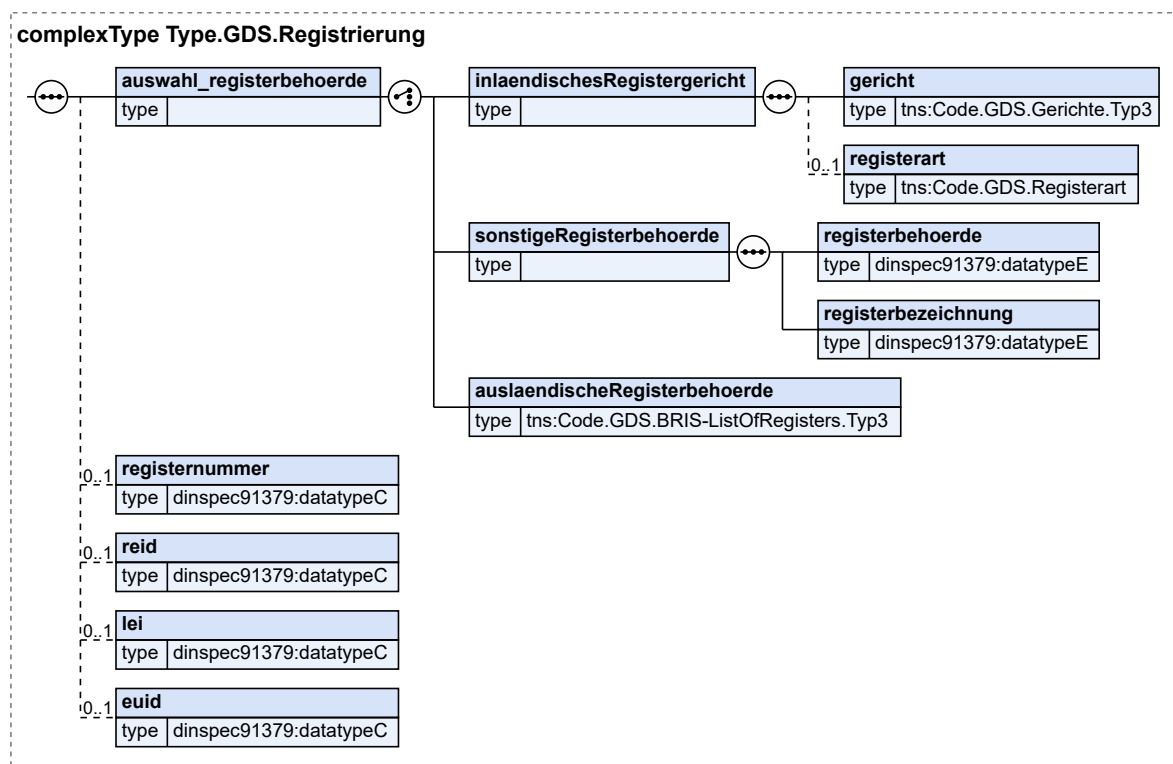 complexType Type.GDS.Registrierung
auswahl_registerbehoerde
type
inlaendischesRegistergericht
type
gericht
type tns:Code.GDS.Gerichte.Typ3
0..1 registerart
type tns:Code.GDS.Registerart
sonstigeRegisterbehoerde
type
registerbehoerde
type dinspec91379:datatypeE
registerbezeichnung
type dinspec91379:datatypeE
auslaendischeRegisterbehoerde
type tns:Code.GDS.BRIS-ListOfRegisters.Typ3
0..1 registernummer
type dinspec91379:datatypeC
0..1 reid
type dinspec91379:datatypeC
0..1 lei
type dinspec91379:datatypeC
0..1 euid
type dinspec91379:datatypeC